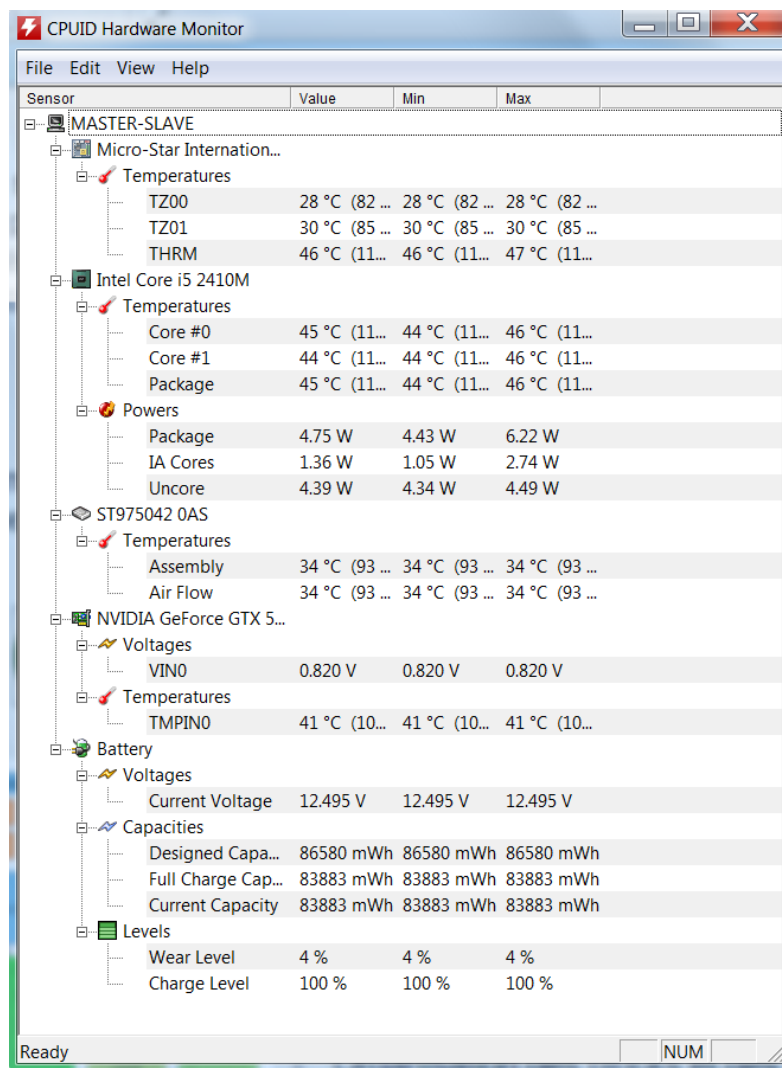 CPUID Hardware Monitor
File Edit View Help
Sensor Value Min Max
MASTER-SLAVE
Micro-Star Internation...
Temperatures
TZ00 28 °C (82 ... 28 °C (82 ... 28 °C (82 ...
TZ01 30 °C (85 ... 30 °C (85 ... 30 °C (85 ...
THRM 46 °C (11... 46 °C (11... 47 °C (11...
Intel Core i5 2410M
Temperatures
Core #0 45 °C (11... 44 °C (11... 46 °C (11...
Core #1 44 °C (11... 44 °C (11... 46 °C (11...
Package 45 °C (11... 44 °C (11... 46 °C (11...
Powers
Package 4.75 W 4.43 W 6.22 W
IA Cores 1.36 W 1.05 W 2.74 W
Uncore 4.39 W 4.34 W 4.49 W
ST975042 0AS
Temperatures
Assembly 34 °C (93 ... 34 °C (93 ... 34 °C (93 ...
Air Flow 34 °C (93 ... 34 °C (93 ... 34 °C (93 ...
NVIDIA GeForce GTX 5...
Voltages
VIN0 0.820 V 0.820 V 0.820 V
Temperatures
TMPIN0 41 °C (10... 41 °C (10... 41 °C (10...
Battery
Voltages
Current Voltage 12.495 V 12.495 V 12.495 V
Capacities
Designed Capa... 86580 mWh 86580 mWh 86580 mWh
Full Charge Cap... 83883 mWh 83883 mWh 83883 mWh
Current Capacity 83883 mWh 83883 mWh 83883 mWh
Levels
Wear Level 4 % 4 % 4 %
Charge Level 100 % 100 % 100 %
Ready NUM